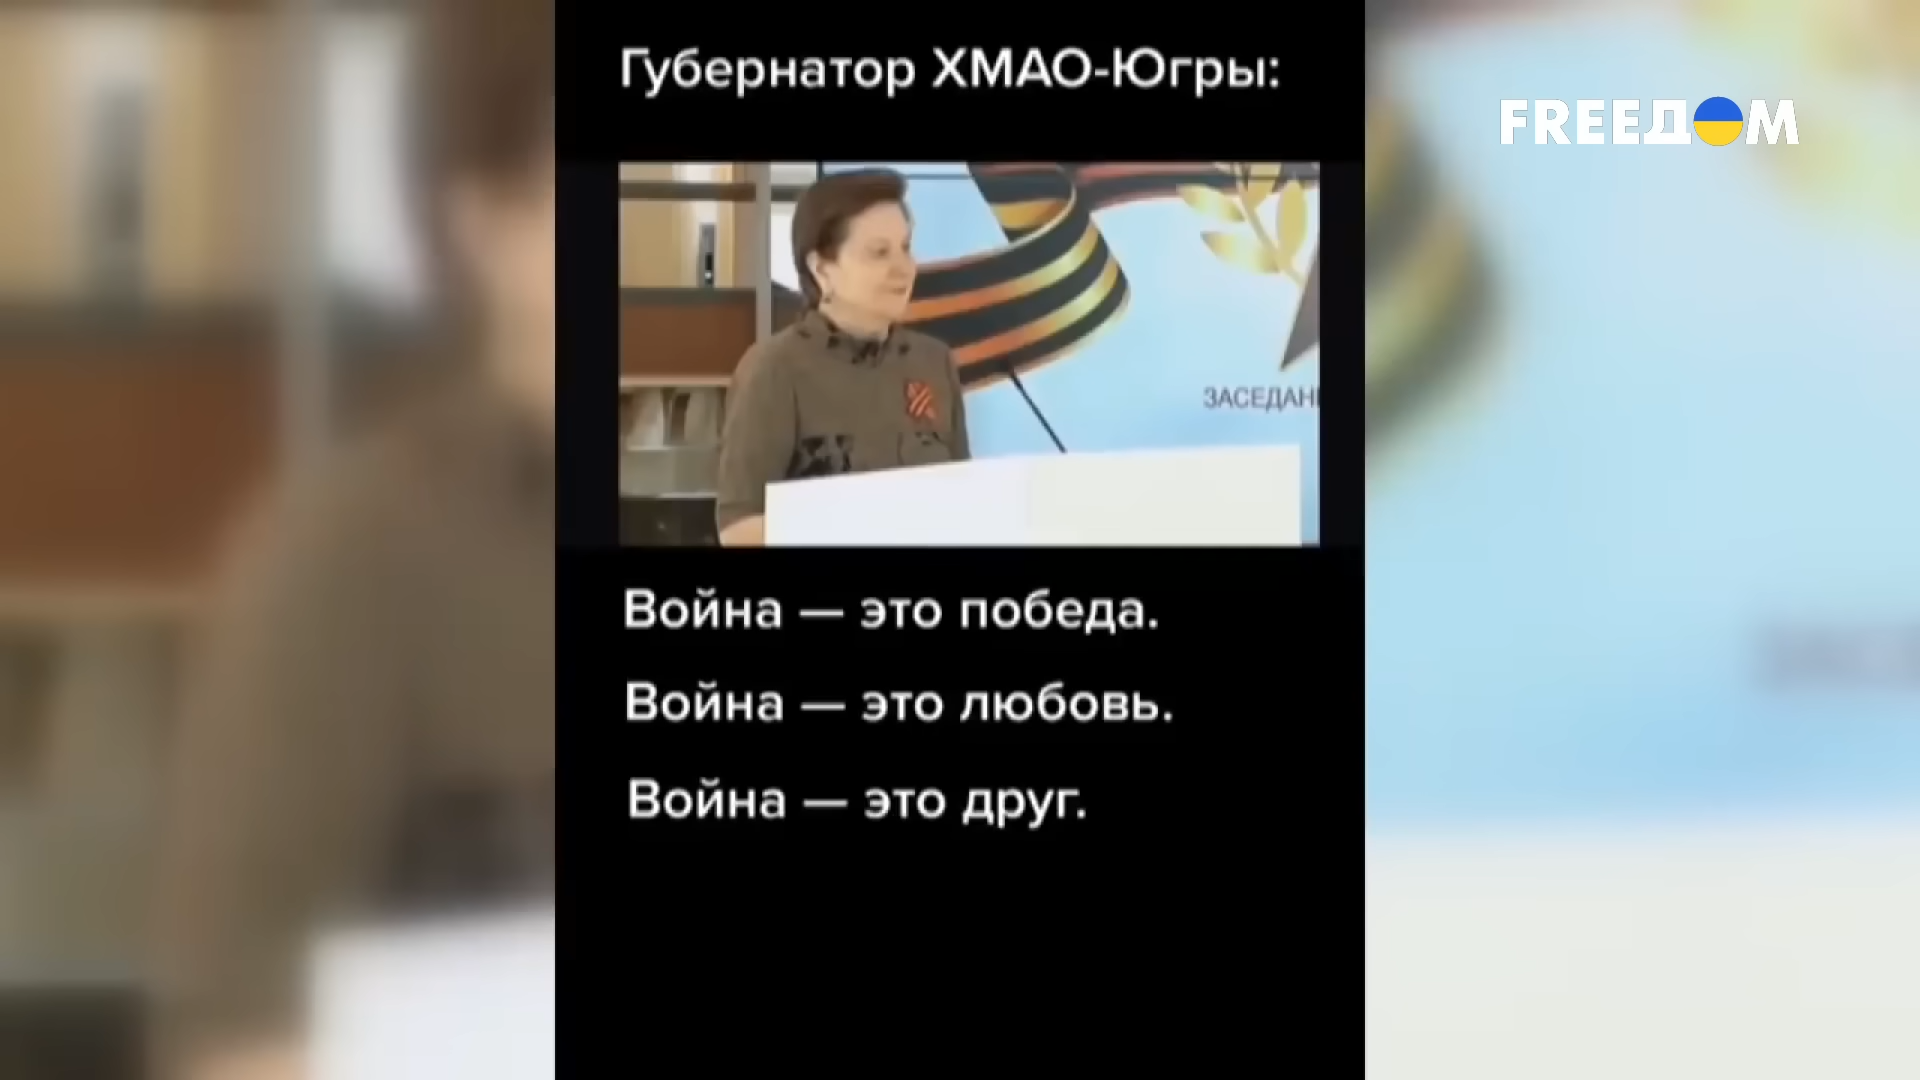 Губернатор ХМАО-Югры:
FREEДOM
ЗАСЕДАН
Война — это победа.
Война — это любовь.
Война — это друг.